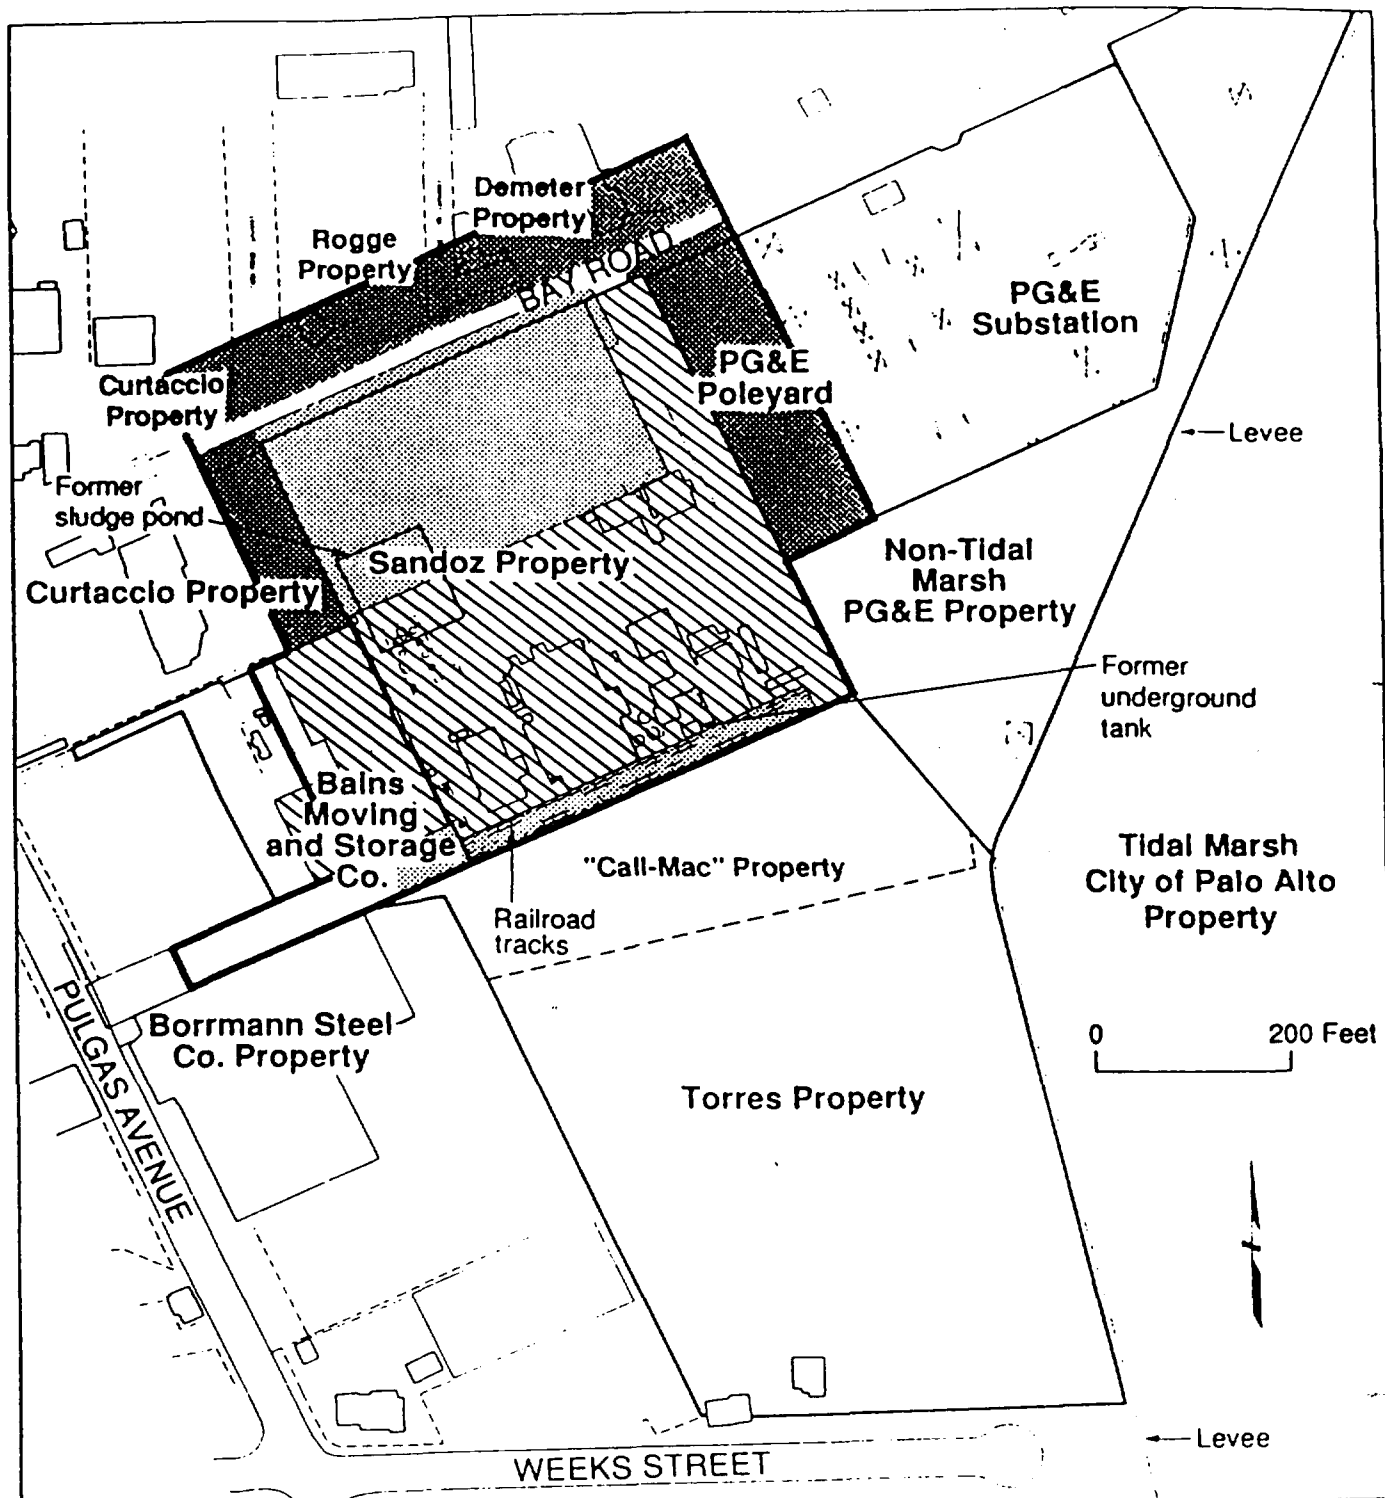 Demeter
Property
Rogge
Property
BAY ROAD
PG&E
Substation
Curtaccio
Property
PG&E
Poleyard
Levee
Former
sludge pond
Sandoz Property
Non-Tidal
Marsh
PG&E Property
Curtaccio Property
Former
underground
tank
Bains
Moving
and Storage
Co.
"Call-Mac" Property
Tidal Marsh
City of Palo Alto
Property
Railroad
tracks
PULGAS AVENUE
Borrmann Steel
Co. Property
0 200 Feet
Torres Property
Levee
WEEKS STREET